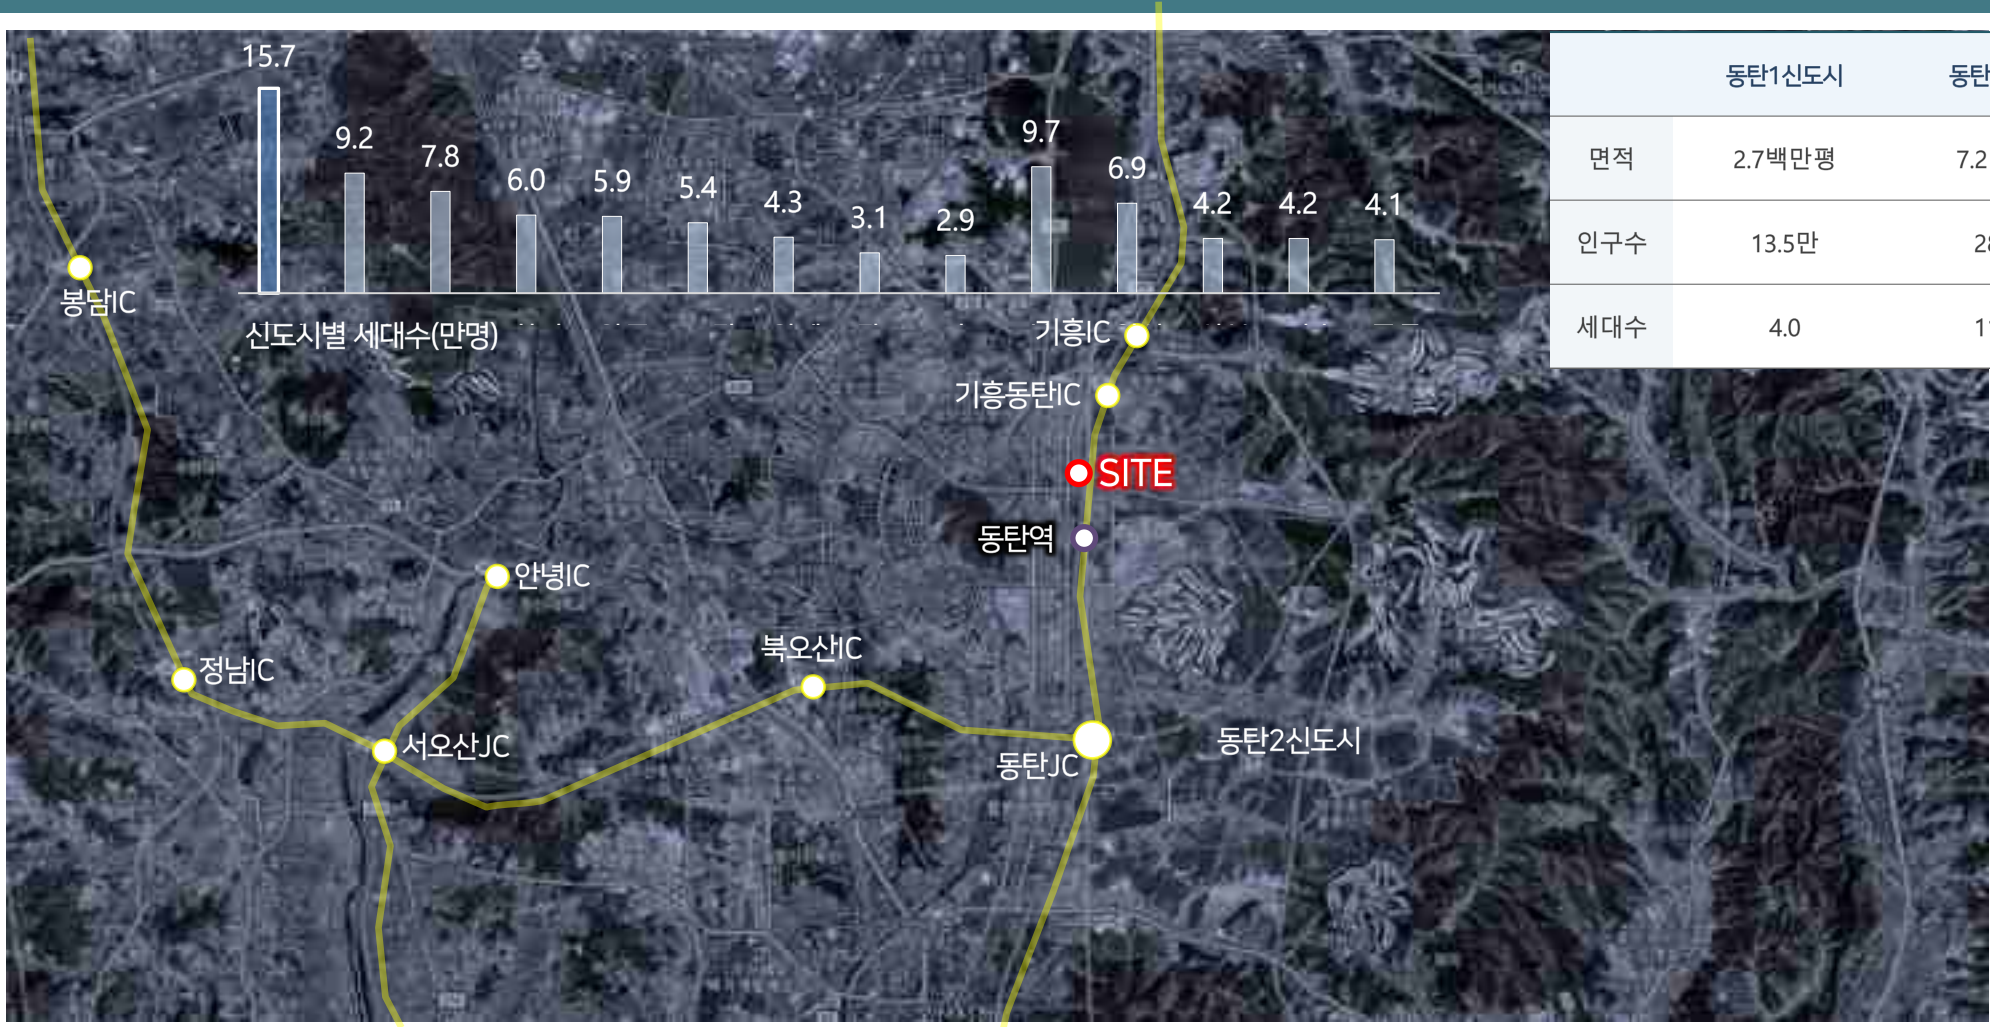 15.7
9.2
7.8
6.0
5.9
5.4
4.3
3.1
2.9
9.7
6.9
4.2
4.2
4.1
신도시별 세대수(만명)
동탄1신도시 동탄
면적 2.7백만평 7.2
인구수 13.5만
세대수 4.0
봉담IC
기흥IC
기흥동탄IC
SITE
동탄역
안녕IC
북오산IC
정남IC
서오산JC
동탄JC
동탄2신도시